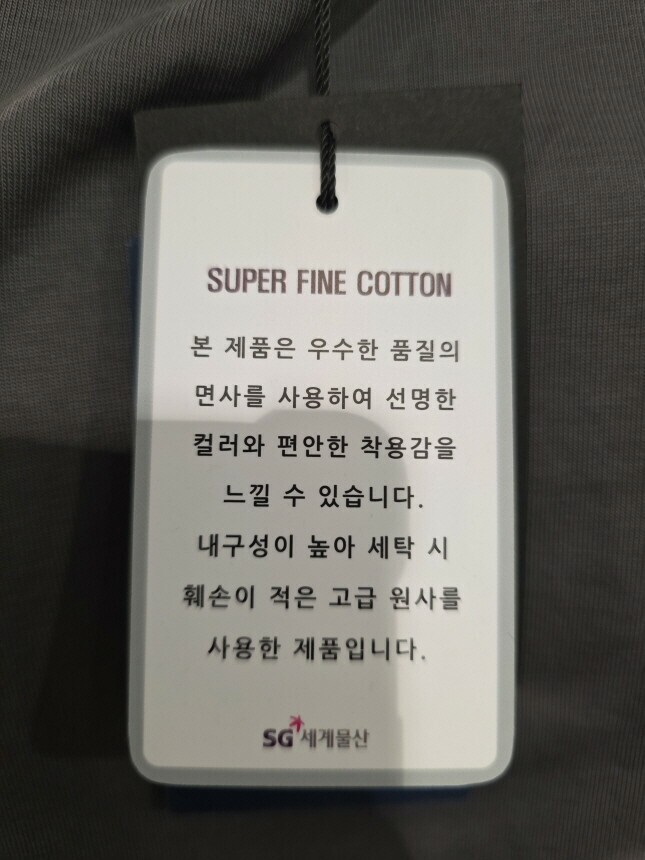 SUPER FINE COTTON
본 제품은 우수한 품질의
면사를 사용하여 선명한
컬러와 편안한 착용감을
느낄 수 있습니다.
내구성이 높아 세탁 시
훼손이 적은 고급 원사를
사용한 제품입니다.
SG 세계물산